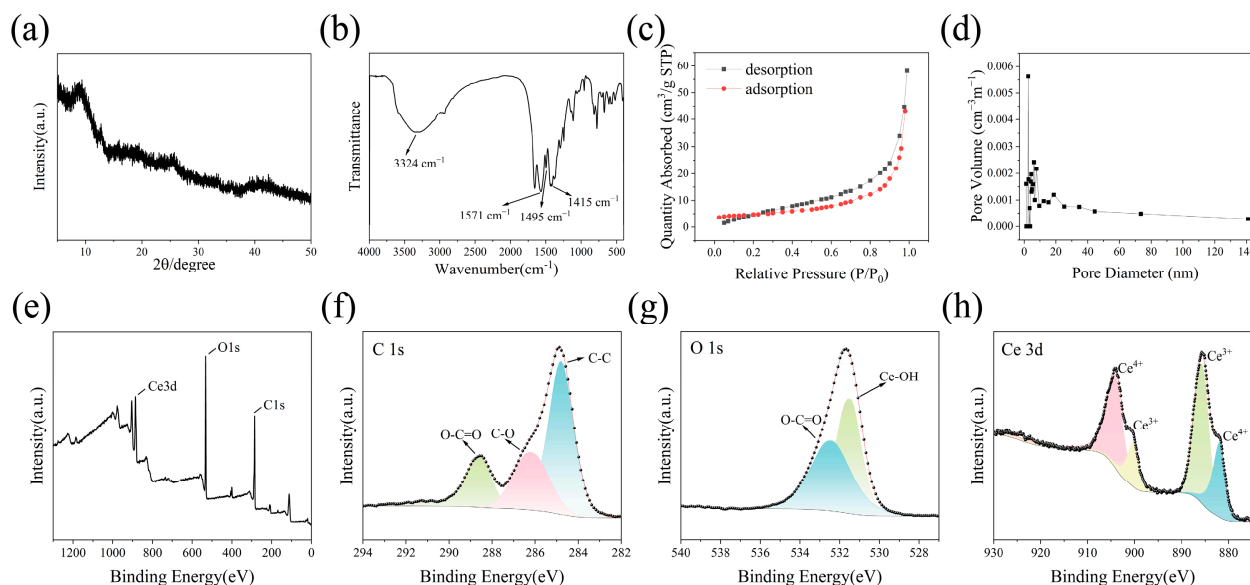 (a)
Intensity(a.u.)
10 20 30 40 50
2θ/degree
(b)
Transmittance
3324 cm⁻¹
1571 cm⁻¹
1495 cm⁻¹
1415 cm⁻¹
4000 3500 3000 2500 2000 1500 1000 500
Wavenumber(cm⁻¹)
(c)
Quantity Absorbed (cm³/g STP)
60
50
40
30
20
10
0
desorption
adsorption
0.0 0.2 0.4 0.6 0.8 1.0
Relative Pressure (P/P₀)
(d)
Pore Volume (cm⁻³m⁻¹)
0.006
0.005
0.004
0.003
0.002
0.001
0.000
0 20 40 60 80 100 120 140
Pore Diameter (nm)
(e)
Intensity(a.u.)
O1s
Ce3d
C1s
1200 1000 800 600 400 200 0
Binding Energy(eV)
(f)
C 1s
Intensity(a.u.)
C-C
O-C=O
C-O
294 292 290 288 286 284 282
Binding Energy(eV)
(g)
O 1s
Intensity(a.u.)
Ce-OH
O-C=O
540 538 536 534 532 530 528
Binding Energy(eV)
(h)
Ce 3d
Intensity(a.u.)
Ce⁴⁺
Ce³⁺
Ce³⁺
Ce⁴⁺
930 920 910 900 890 880
Binding Energy(eV)